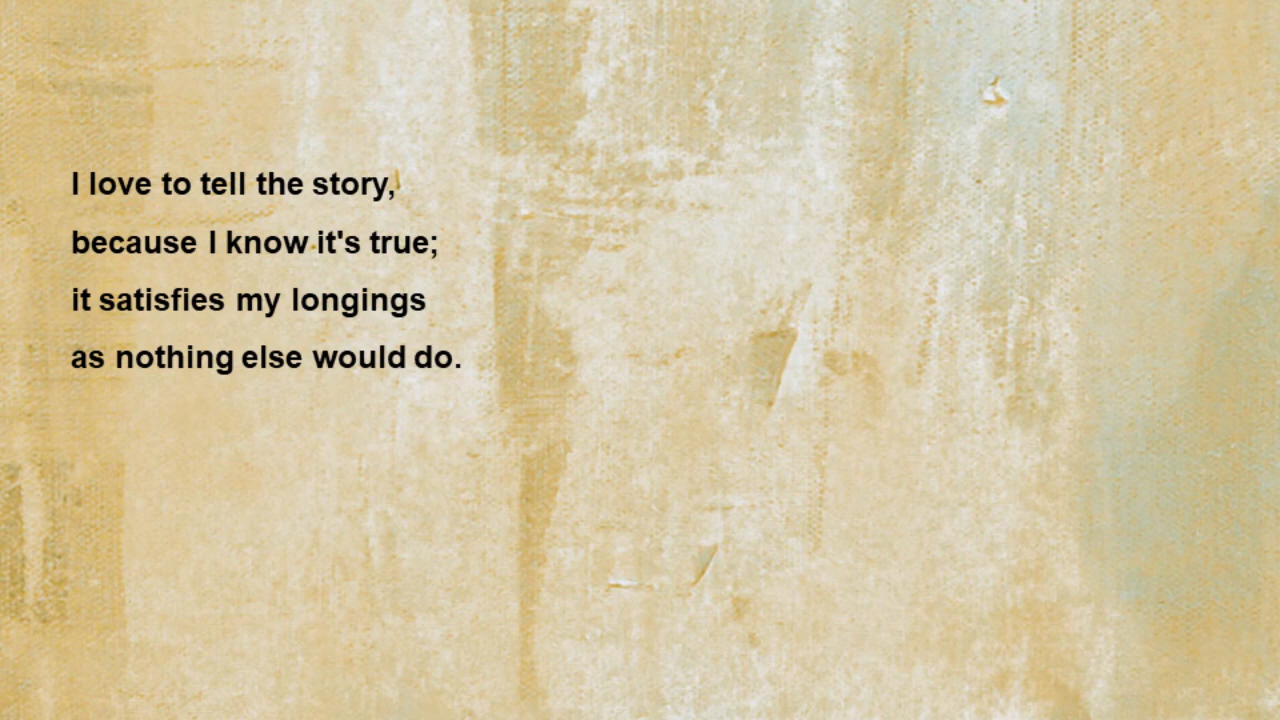 I love to tell the story,
because I know it's true;
it satisfies my longings
as nothing else would do.